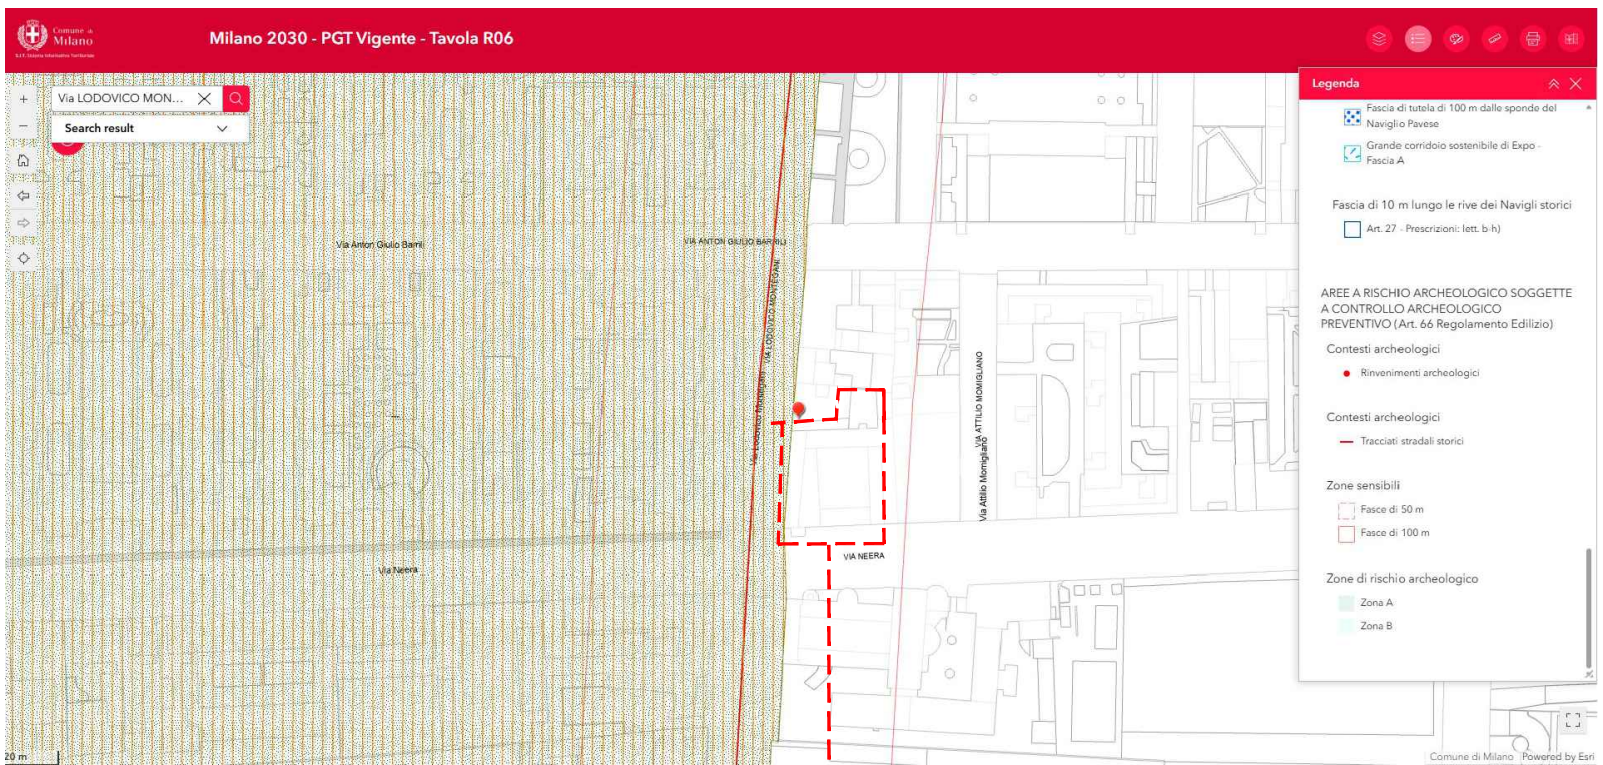 Comune di
Milano
S.I.T. Sistema Informativo Territoriale
Milano 2030 - PGT Vigente - Tavola R06
Via LODOVICO MON...
Search result
Via Anton Giulio Barrili
VIA ANTON GIULIO BARRILI
VIA LODOVICO MONTEGANI
Via Lodovico Montegani
VIA ATTILIO MOMIGLIANO
Via Attilio Momigliano
VIA NEERA
Via Neera
20 m
Legenda
Fascia di tutela di 100 m dalle sponde del
Naviglio Pavese
Grande corridoio sostenibile di Expo -
Fascia A
Fascia di 10 m lungo le rive dei Navigli storici
Art. 27 - Prescrizioni: lett. b-h)
AREE A RISCHIO ARCHEOLOGICO SOGGETTE
A CONTROLLO ARCHEOLOGICO
PREVENTIVO (Art. 66 Regolamento Edilizio)
Contesti archeologici
Rinvenimenti archeologici
Contesti archeologici
Tracciati stradali storici
Zone sensibili
Fasce di 50 m
Fasce di 100 m
Zone di rischio archeologico
Zona A
Zona B
Comune di Milano
Powered by Esri